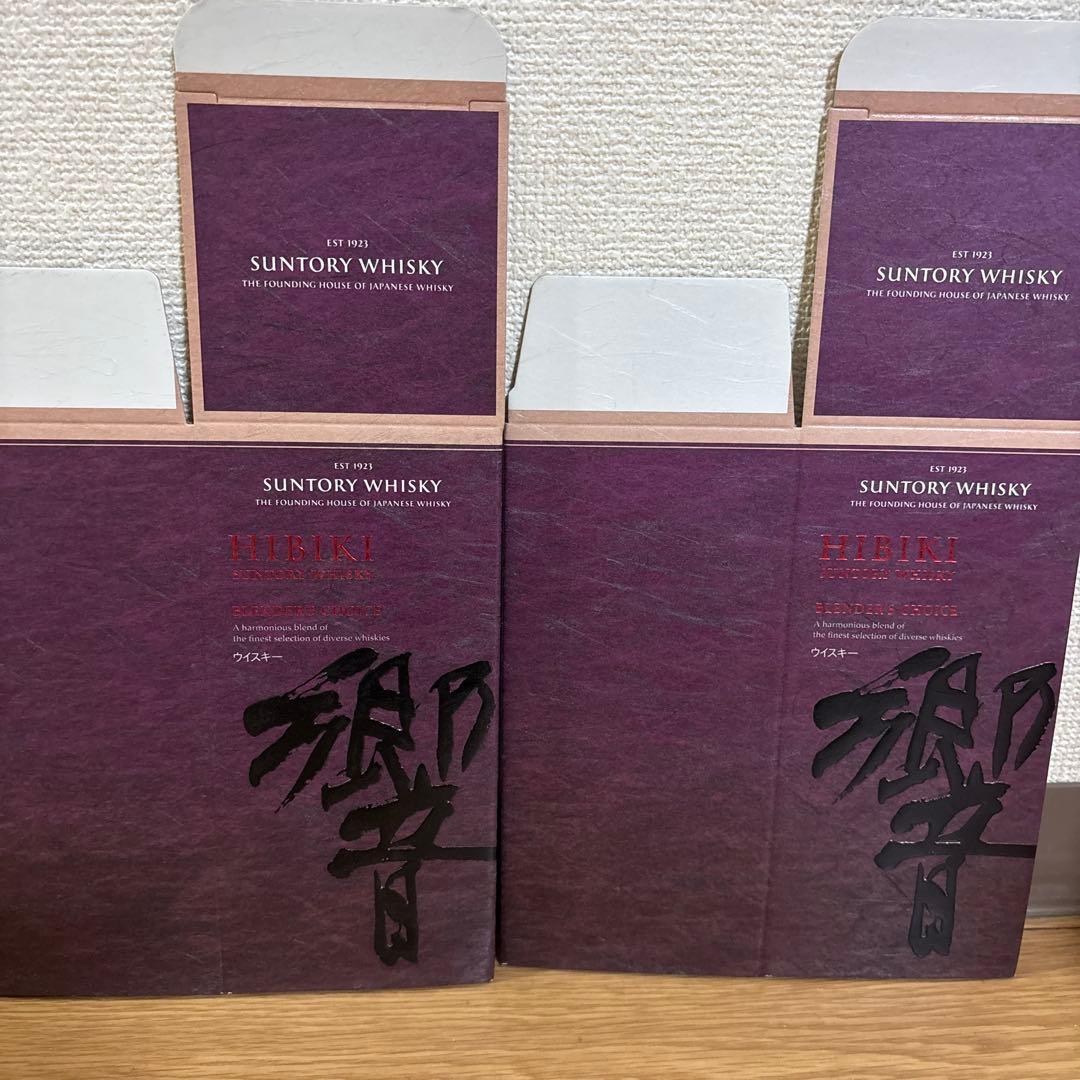 EST 1923
SUNTORY WHISKY
THE FOUNDING HOUSE OF JAPANESE WHISKY
EST 1923
SUNTORY WHISKY
THE FOUNDING HOUSE OF JAPANESE WHISKY
HIBIKI
SUNTORY WHISKY
BLENDER'S CHOICE
A harmonious blend of
the finest selection of diverse whiskies
ウイスキー
響
EST 1923
SUNTORY WHISKY
THE FOUNDING HOUSE OF JAPANESE WHISKY
EST 1923
SUNTORY WHISKY
THE FOUNDING HOUSE OF JAPANESE WHISKY
HIBIKI
SUNTORY WHISKY
BLENDER'S CHOICE
A harmonious blend of
the finest selection of diverse whiskies
ウイスキー
響